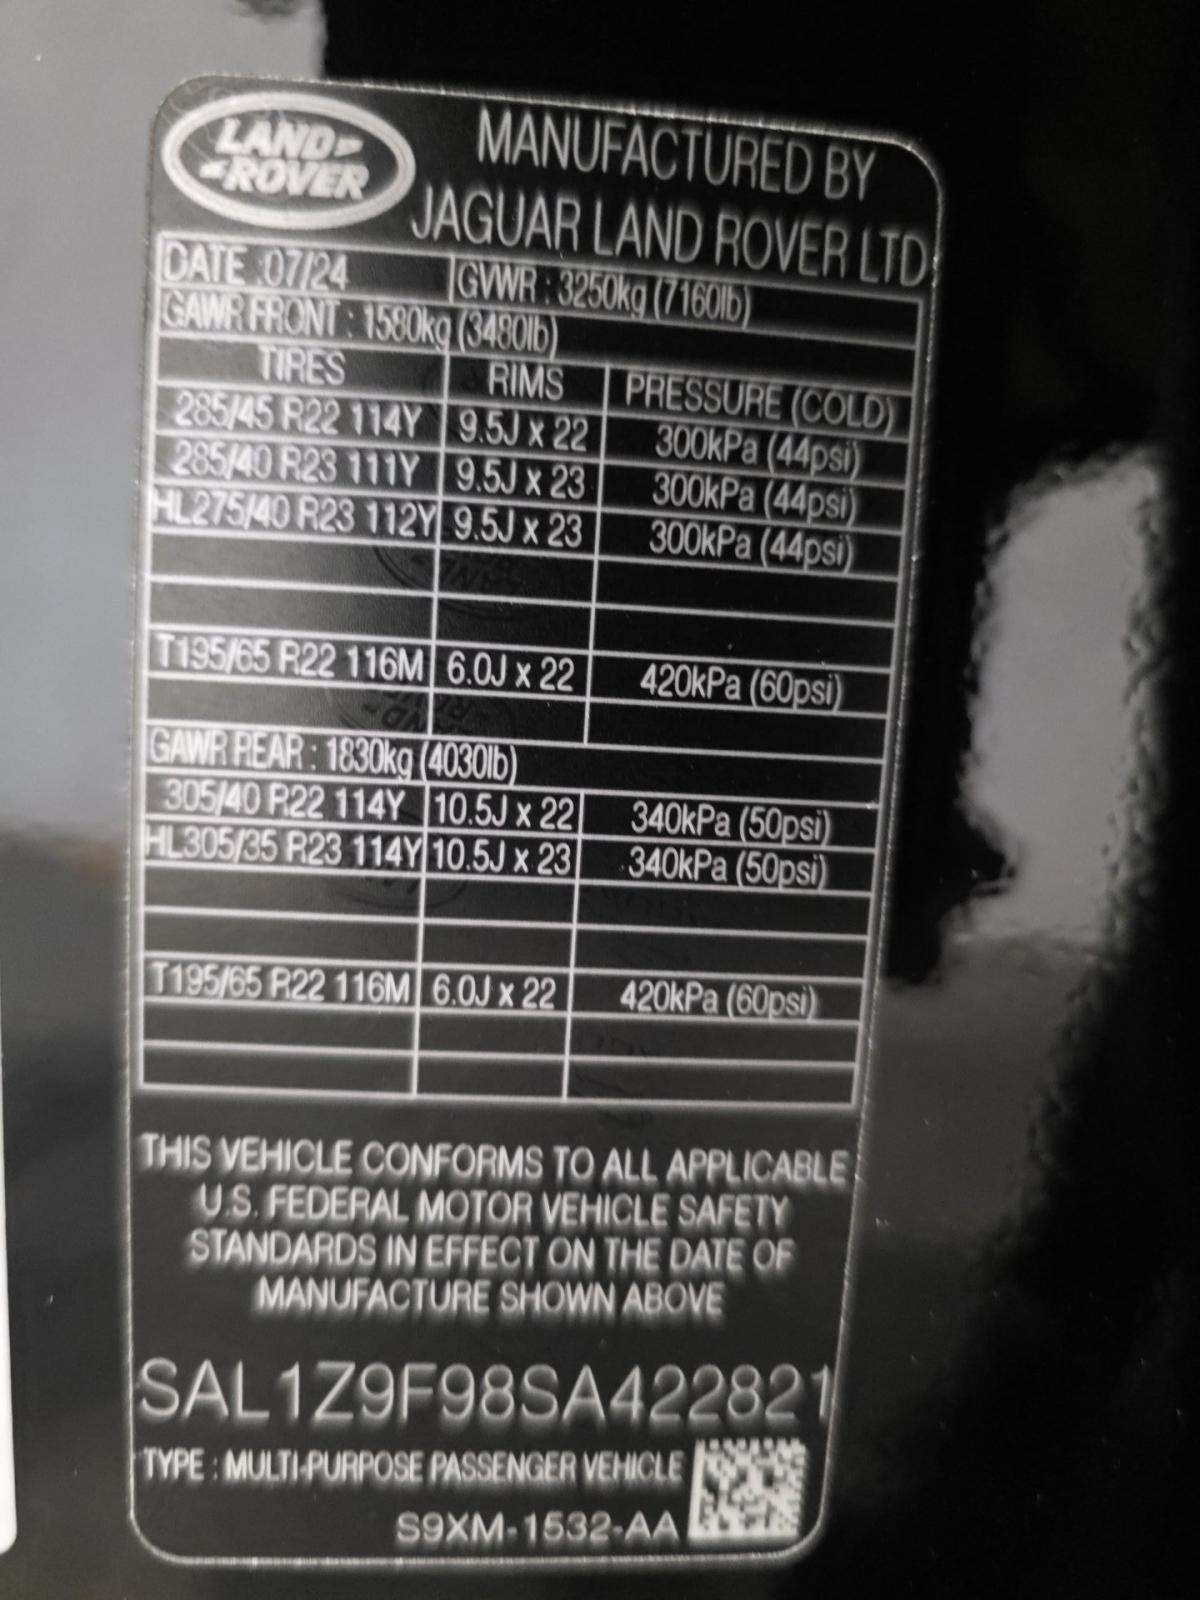 LAND
ROVER
MANUFACTURED BY
JAGUAR LAND ROVER LTD
DATE :07/24 GVWR : 3250kg (7160lb)
GAWR FRONT : 1580kg (3480lb)
TIRES RIMS PRESSURE (COLD)
285/45 R22 114Y 9.5J x 22 300kPa (44psi)
285/40 R23 111Y 9.5J x 23 300kPa (44psi)
HL275/40 R23 112Y 9.5J x 23 300kPa (44psi)
T195/65 R22 116M 6.0J x 22 420kPa (60psi)
GAWR REAR : 1830kg (4030lb)
305/40 R22 114Y 10.5J x 22 340kPa (50psi)
HL305/35 R23 114Y 10.5J x 23 340kPa (50psi)
T195/65 R22 116M 6.0J x 22 420kPa (60psi)
THIS VEHICLE CONFORMS TO ALL APPLICABLE
U.S. FEDERAL MOTOR VEHICLE SAFETY
STANDARDS IN EFFECT ON THE DATE OF
MANUFACTURE SHOWN ABOVE
SAL1Z9F98SA422821
TYPE : MULTI-PURPOSE PASSENGER VEHICLE
S9XM-1532-AA